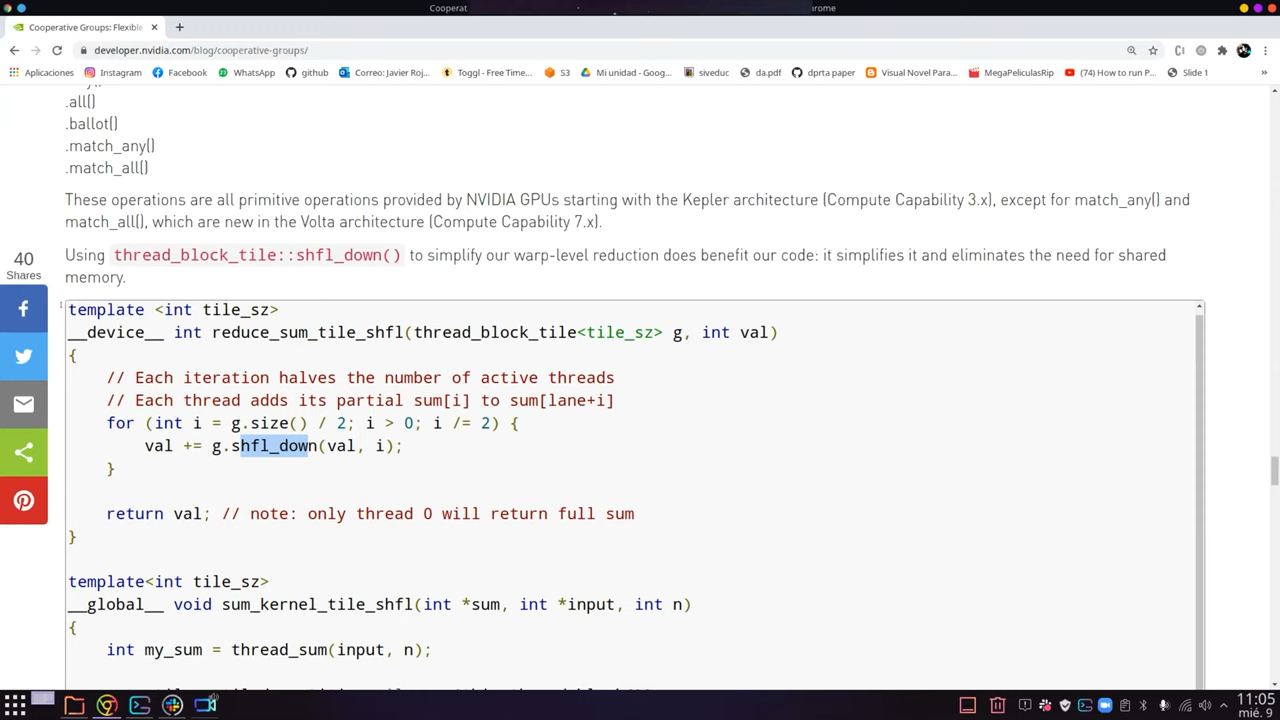 Cooperat
hrome
Cooperative Groups: Flexible
developer.nvidia.com/blog/cooperative-groups/
Aplicaciones
Instagram
Facebook
WhatsApp
github
Correo: Javier Roj...
Toggl - Free Time...
S3
Mi unidad - Goog...
siveduc
da.pdf
dprta paper
Visual Novel Para...
MegaPeliculasRip
(74) How to run P...
Slide 1
.all()
.ballot()
.match_any()
.match_all()
These operations are all primitive operations provided by NVIDIA GPUs starting with the Kepler architecture (Compute Capability 3.x), except for match_any() and
match_all(), which are new in the Volta architecture (Compute Capability 7.x).
Using thread_block_tile::shfl_down() to simplify our warp-level reduction does benefit our code: it simplifies it and eliminates the need for shared
memory.
40
Shares
template <int tile_sz>
__device__ int reduce_sum_tile_shfl(thread_block_tile<tile_sz> g, int val)
{
// Each iteration halves the number of active threads
// Each thread adds its partial sum[i] to sum[lane+i]
for (int i = g.size() / 2; i > 0; i /= 2) {
val += g.shfl_down(val, i);
}
return val; // note: only thread 0 will return full sum
}
template<int tile_sz>
__global__ void sum_kernel_tile_shfl(int *sum, int *input, int n)
{
int my_sum = thread_sum(input, n);
11:05
mié. 9